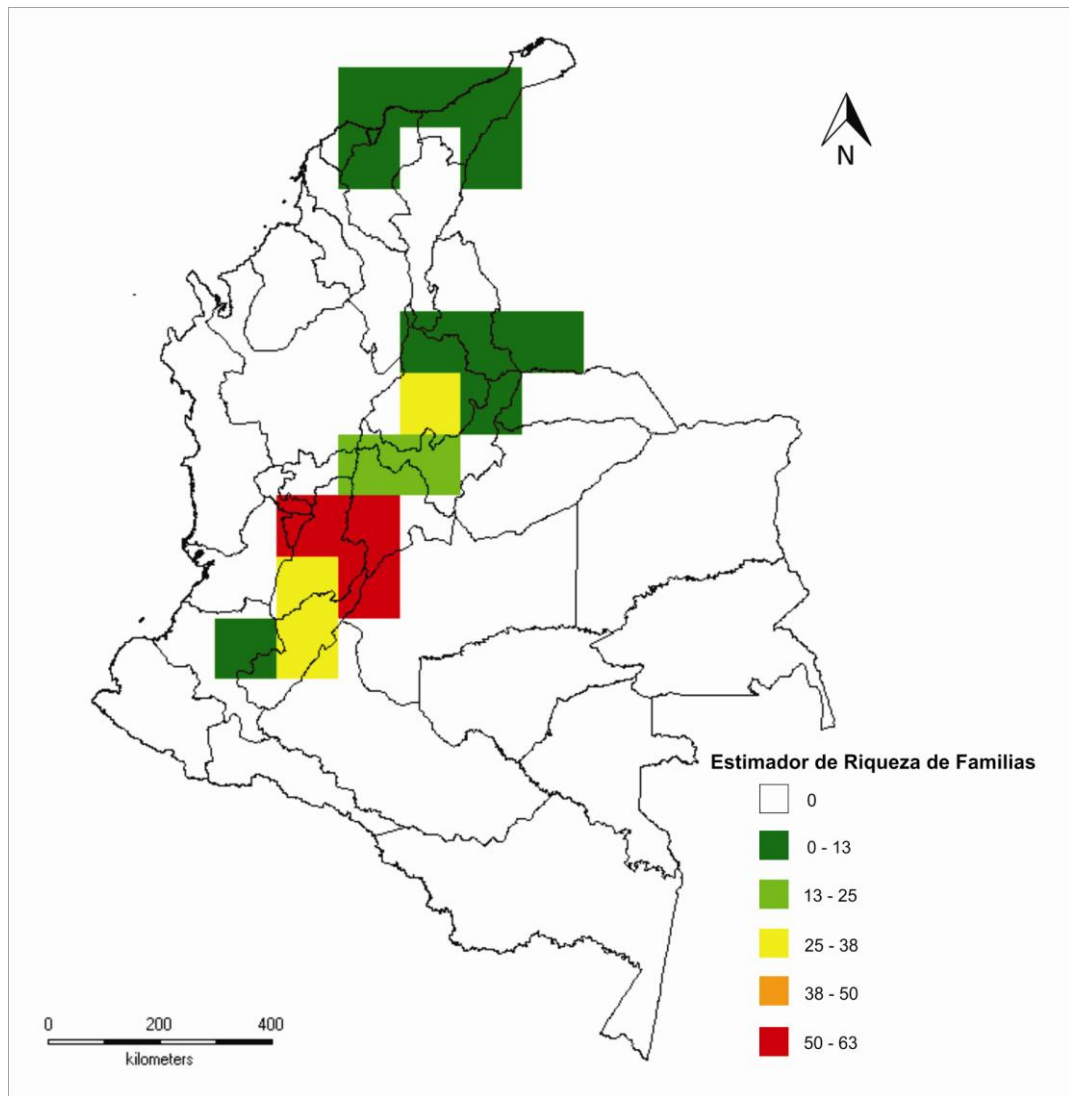 N
Estimador de Riqueza de Familias
0
0 - 13
13 - 25
25 - 38
38 - 50
50 - 63
0 200 400
kilometers